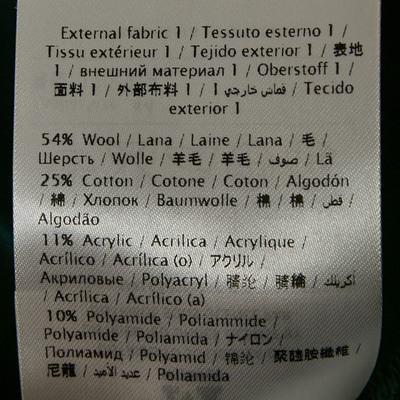 External fabric 1 / Tessuto esterno 1 /
Tissu extérieur 1 / Tejido exterior 1 / 表地
1 / внешний материал 1 / Oberstoff 1 /
面料 1 / 外部布料 1 / 1 قماش خارجي / Tecido
exterior 1
54% Wool / Lana / Laine / Lana / 毛 /
Шерсть / Wolle / 羊毛 / 羊毛 / صوف / Lã
25% Cotton / Cotone / Coton / Algodón
/ 綿 / Хлопок / Baumwolle / 棉 / 棉 / قطن /
Algodão
11% Acrylic / Acrilica / Acrylique /
Acrílico / Acrilica (o) / アクリル /
Акриловые / Polyacryl / 腈纶 / 腈綸 / أكريلك
/ Acrílica / Acrílico (a)
10% Polyamide / Poliammide /
Polyamide / Poliamida / ナイロン /
Полиамид / Polyamid / 锦纶 / 聚醯胺纖維 /
尼龍 / عديد الأميد / Poliamida